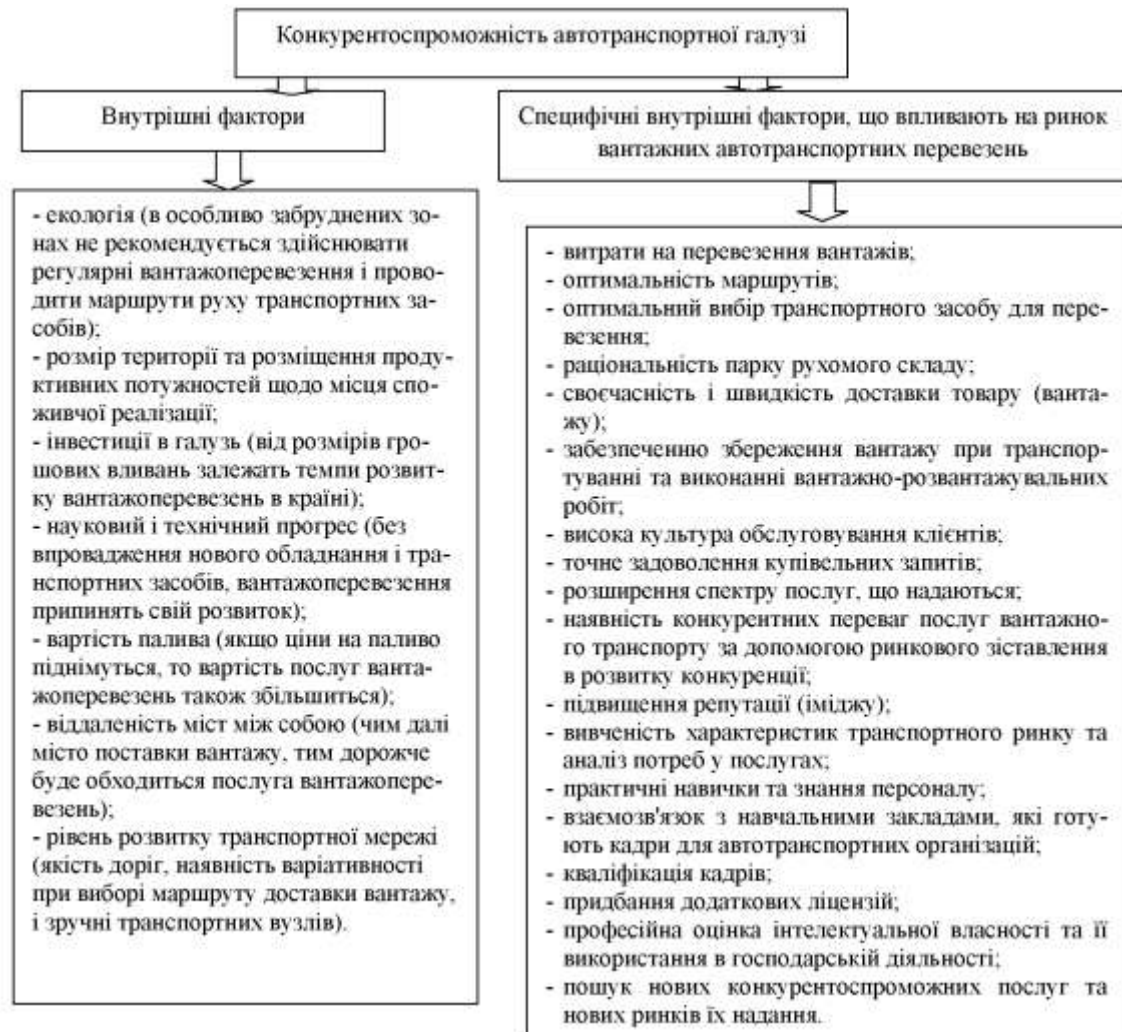 Конкурентоспроможність автотранспортної галузі
Внутрішні фактори
Специфічні внутрішні фактори, що впливають на ринок
вантажних автотранспортних перевезень
- екологія (в особливо забруднених зо-
нах не рекомендується здійснювати
регулярні вантажоперевезення і прово-
дити маршрути руху транспортних за-
собів);
- розмір території та розміщення проду-
ктивних потужностей щодо місця спо-
живчої реалізації;
- інвестиції в галузь (від розмірів гро-
шових вливань залежать темпи розви-
тку вантажоперевезень в країні);
- науковий і технічний прогрес (без
впровадження нового обладнання і тра-
нспортних засобів, вантажоперевезення
припинять свій розвиток);
- вартість палива (якщо ціни на паливо
піднімуться, то вартість послуг ванта-
жоперевезень також збільшиться);
- віддаленість міст між собою (чим далі
місто поставки вантажу, тим дорожче
буде обходиться послуга вантажопере-
везень);
- рівень розвитку транспортної мережі
(якість доріг, наявність варіативності
при виборі маршруту доставки вантажу,
і зручні транспортних вузлів).
- витрати на перевезення вантажів;
- оптимальність маршрутів;
- оптимальний вибір транспортного засобу для пере-
везення;
- раціональність парку рухомого складу;
- своєчасність і швидкість доставки товару (ванта-
жу);
- забезпеченню збереження вантажу при транспор-
туванні та виконанні вантажно-розвантажувальних
робіт;
- висока культура обслуговування клієнтів;
- точне задоволення купівельних запитів;
- розширення спектру послуг, що надаються;
- наявність конкурентних переваг послуг вантажно-
го транспорту за допомогою ринкового зіставлення
в розвитку конкуренції;
- підвищення репутації (іміджу);
- вивченість характеристик транспортного ринку та
аналіз потреб у послугах;
- практичні навички та знання персоналу;
- взаємозв'язок з навчальними закладами, які готу-
ють кадри для автотранспортних організацій;
- кваліфікація кадрів;
- придбання додаткових ліцензій;
- професійна оцінка інтелектуальної власності та її
використання в господарській діяльності;
- пошук нових конкурентоспроможних послуг та
нових ринків їх надання.